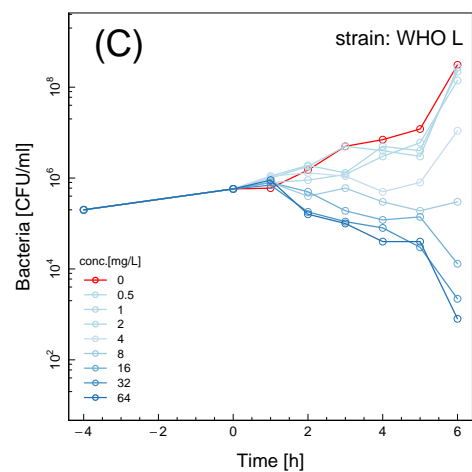 (C)
strain: WHO L
Bacteria [CFU/ml]
10^8
10^6
10^4
10^2
conc.[mg/L]
0
0.5
1
2
4
8
16
32
64
−4 −2 0 2 4 6
Time [h]